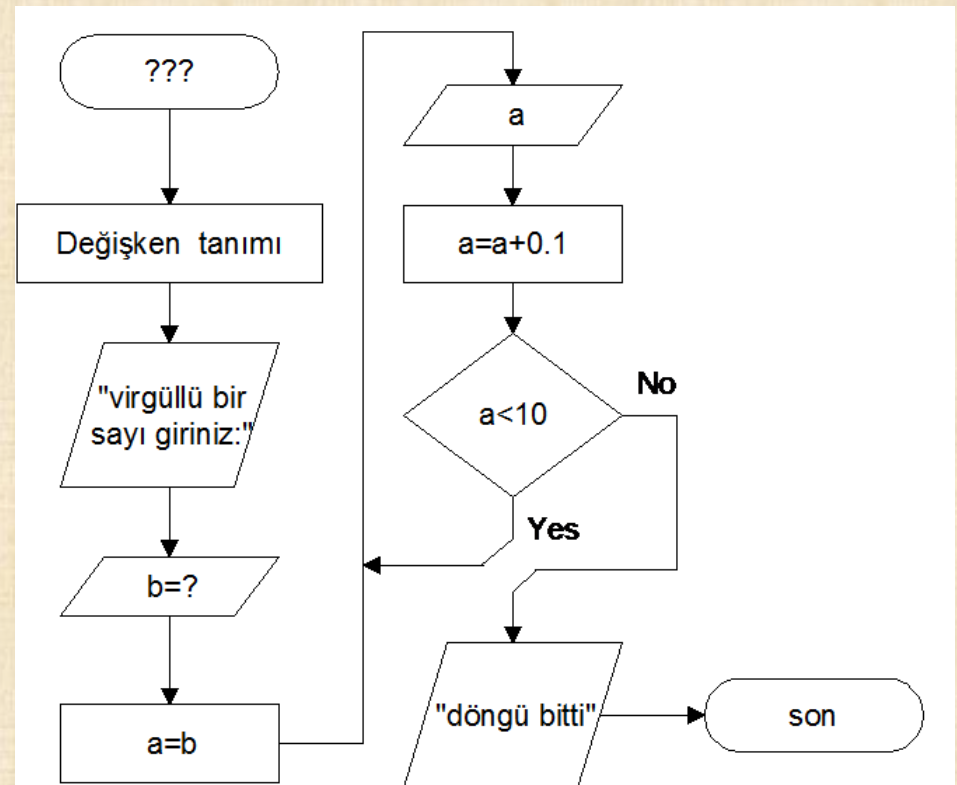 ???
Değişken tanımı
"virgüllü bir
sayı giriniz:"
b=?
a=b
a
a=a+0.1
a<10
No
Yes
"döngü bitti"
son